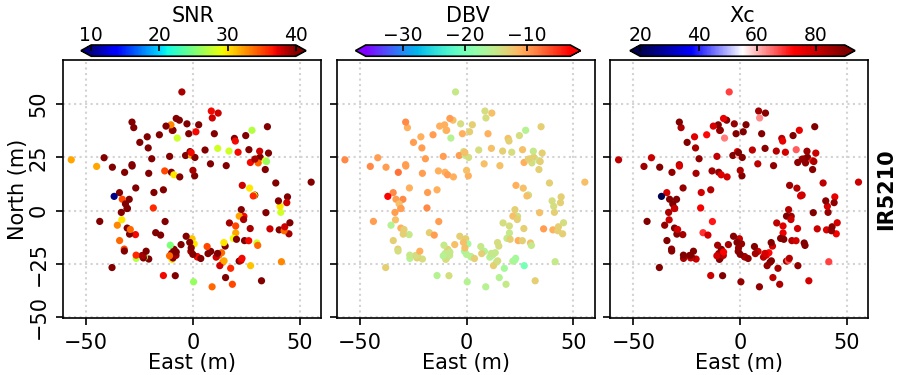 SNR DBV Xc
10 20 30 40 −30 −20 −10 20 40 60 80
50
25
0
−25
−50
North (m)
IR5210
−50 0 50 −50 0 50 −50 0 50
East (m) East (m) East (m)